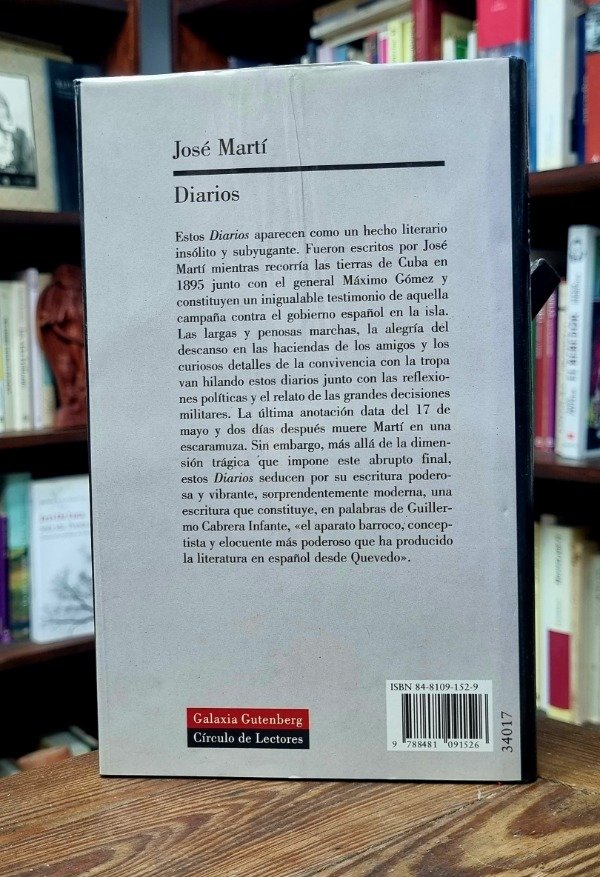 José Martí
Diarios
Estos Diarios aparecen como un hecho literario
insólito y subyugante. Fueron escritos por José
Martí mientras recorría las tierras de Cuba en
1895 junto con el general Máximo Gómez y
constituyen un inigualable testimonio de aquella
campaña contra el gobierno español en la isla.
Las largas y penosas marchas, la alegría del
descanso en las haciendas de los amigos y los
curiosos detalles de la convivencia con la tropa
van hilando estos diarios junto con las reflexio-
nes políticas y el relato de las grandes decisiones
militares. La última anotación data del 17 de
mayo y dos días después muere Martí en una
escaramuza. Sin embargo, más allá de la dimen-
sión trágica que impone este abrupto final,
estos Diarios seducen por su escritura podero-
sa y vibrante, sorprendentemente moderna, una
escritura que constituye, en palabras de Guiller-
mo Cabrera Infante, «el aparato barroco, concep-
tista y elocuente más poderoso que ha producido
la literatura en español desde Quevedo».
Galaxia Gutenberg
Círculo de Lectores
ISBN 84-8109-152-9
9 788481 091526
34017